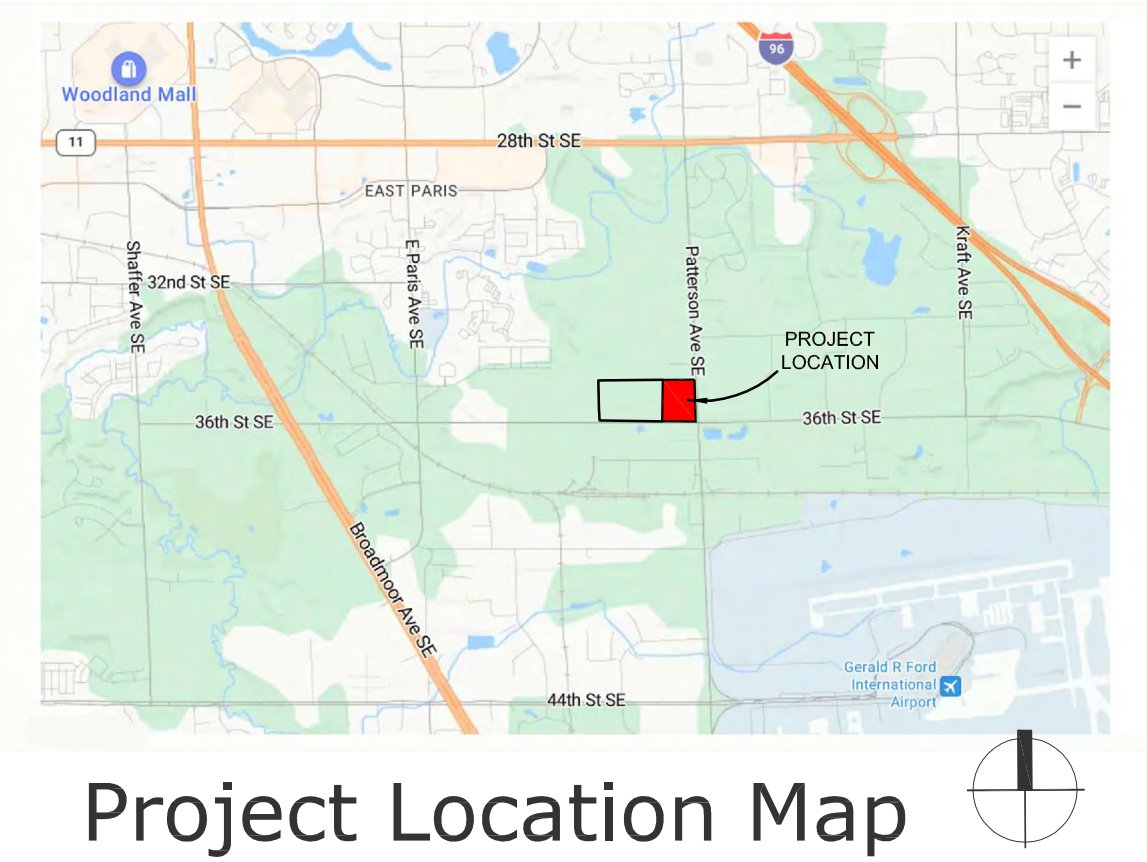 96
+
Woodland Mall
−
11
28th St SE
EAST PARIS
Shaffer Ave SE
32nd St SE
E Paris Ave SE
Patterson Ave SE
Kraft Ave SE
PROJECT
LOCATION
36th St SE
36th St SE
Broadmoor Ave SE
Gerald R Ford
International
Airport
44th St SE
Project Location Map